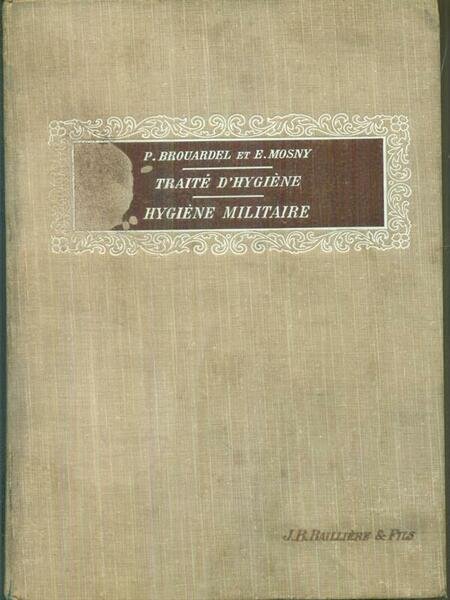 P. BROUARDEL ET E. MOSNY
TRAITÉ D'HYGIÈNE
HYGIÈNE MILITAIRE
J.B. BAILLIÈRE & FILS